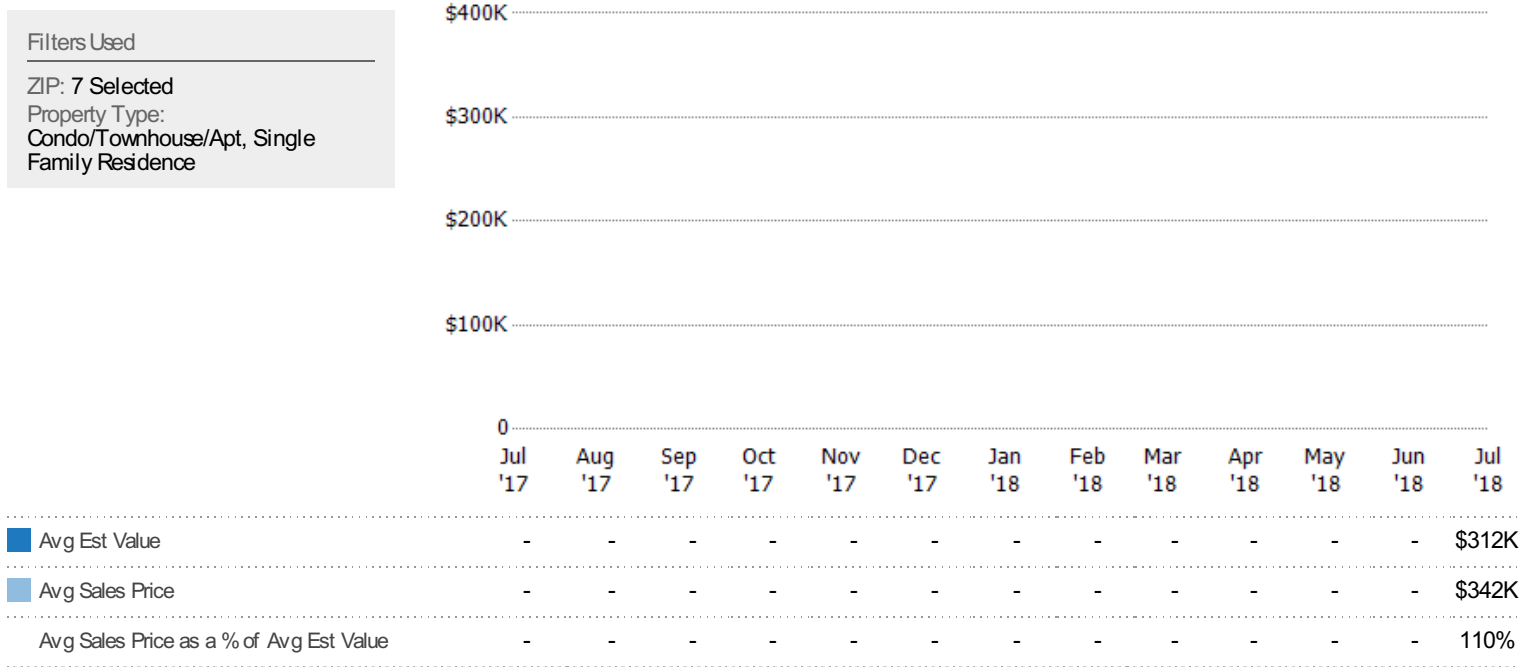 Filters Used
ZIP: 7 Selected
Property Type:
Condo/Townhouse/Apt, Single
Family Residence
$400K
$300K
$200K
$100K
0
Jul Aug Sep Oct Nov Dec Jan Feb Mar Apr May Jun Jul
'17 '17 '17 '17 '17 '17 '18 '18 '18 '18 '18 '18 '18
Avg Est Value - - - - - - - - - - - - $312K
Avg Sales Price - - - - - - - - - - - - $342K
Avg Sales Price as a % of Avg Est Value - - - - - - - - - - - - 110%